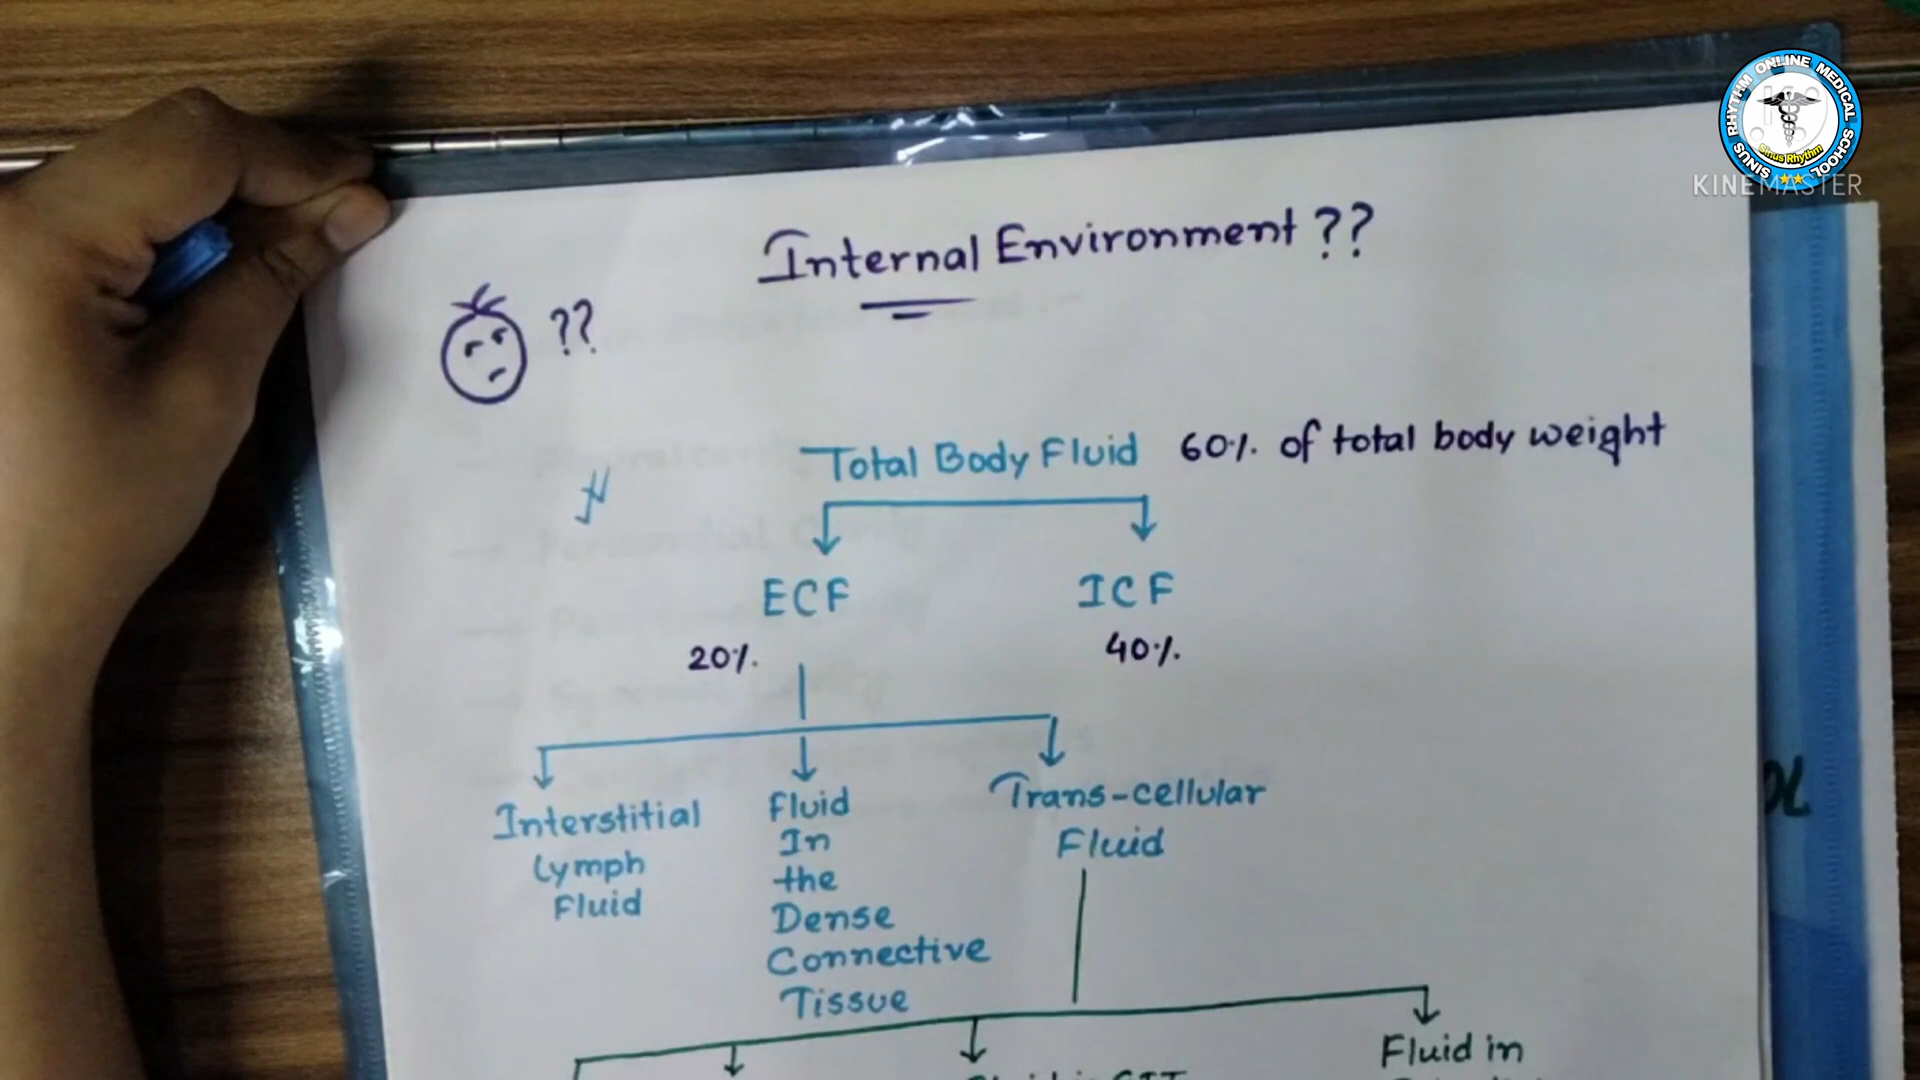 SINUS RHYTHM ONLINE MEDICAL SCHOOL
Sinus Rhythm
KINEMASTER
Internal Environment ??
??
Total Body Fluid 60% of total body weight
ECF ICF
20% 40%
Interstitial
Lymph
Fluid
Fluid
In
the
Dense
Connective
Tissue
Trans-cellular
Fluid
Fluid in